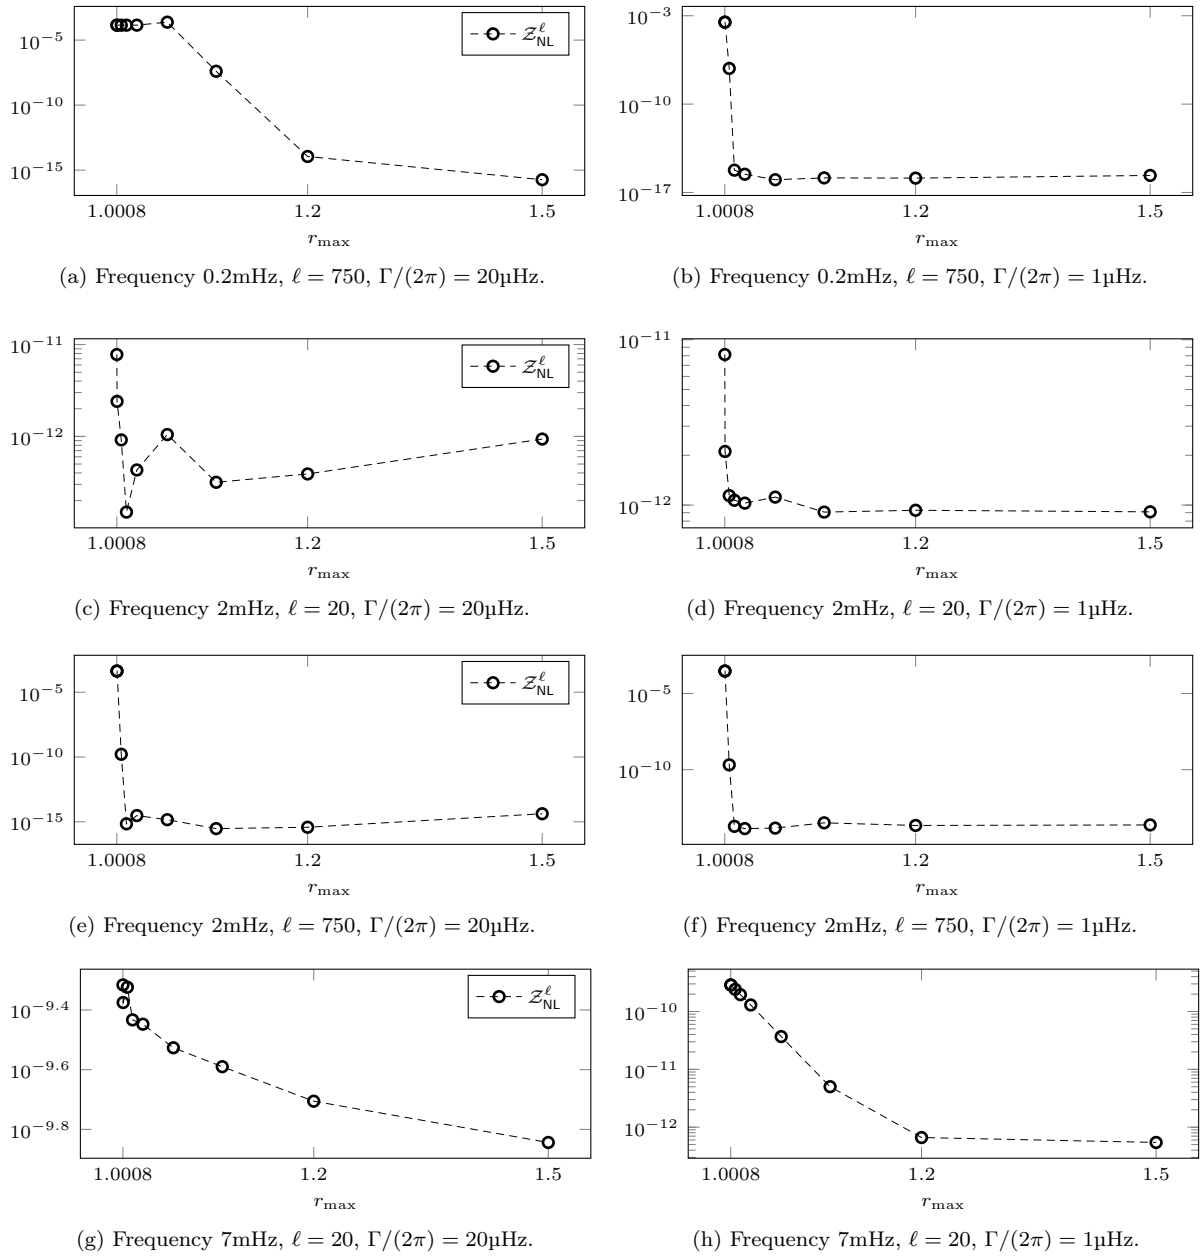 10⁻⁵
10⁻¹⁰
10⁻¹⁵
1.0008 1.2 1.5
r_max
𝒵^ℓ_NL
(a) Frequency 0.2mHz, ℓ = 750, Γ/(2π) = 20µHz.
10⁻³
10⁻¹⁰
10⁻¹⁷
1.0008 1.2 1.5
r_max
(b) Frequency 0.2mHz, ℓ = 750, Γ/(2π) = 1µHz.
10⁻¹¹
10⁻¹²
1.0008 1.2 1.5
r_max
𝒵^ℓ_NL
(c) Frequency 2mHz, ℓ = 20, Γ/(2π) = 20µHz.
10⁻¹¹
10⁻¹²
1.0008 1.2 1.5
r_max
(d) Frequency 2mHz, ℓ = 20, Γ/(2π) = 1µHz.
10⁻⁵
10⁻¹⁰
10⁻¹⁵
1.0008 1.2 1.5
r_max
𝒵^ℓ_NL
(e) Frequency 2mHz, ℓ = 750, Γ/(2π) = 20µHz.
10⁻⁵
10⁻¹⁰
1.0008 1.2 1.5
r_max
(f) Frequency 2mHz, ℓ = 750, Γ/(2π) = 1µHz.
10^−9.4
10^−9.6
10^−9.8
1.0008 1.2 1.5
r_max
𝒵^ℓ_NL
(g) Frequency 7mHz, ℓ = 20, Γ/(2π) = 20µHz.
10⁻¹⁰
10⁻¹¹
10⁻¹²
1.0008 1.2 1.5
r_max
(h) Frequency 7mHz, ℓ = 20, Γ/(2π) = 1µHz.